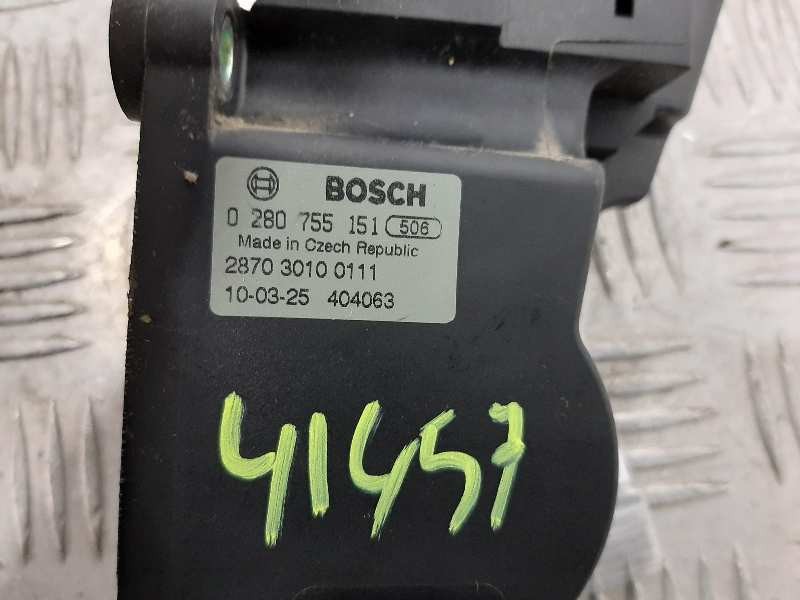 BOSCH
0 280 755 151 506
Made in Czech Republic
2870 3010 0111
10-03-25 404063
41457